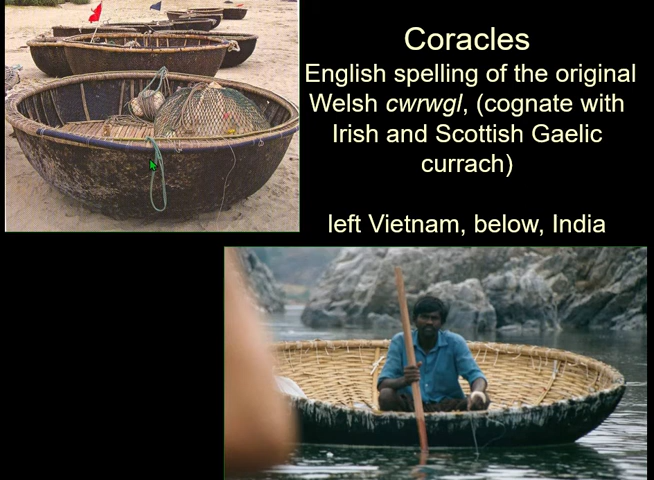 Coracles
English spelling of the original
Welsh cwrwgl, (cognate with
Irish and Scottish Gaelic
currach)
left Vietnam, below, India